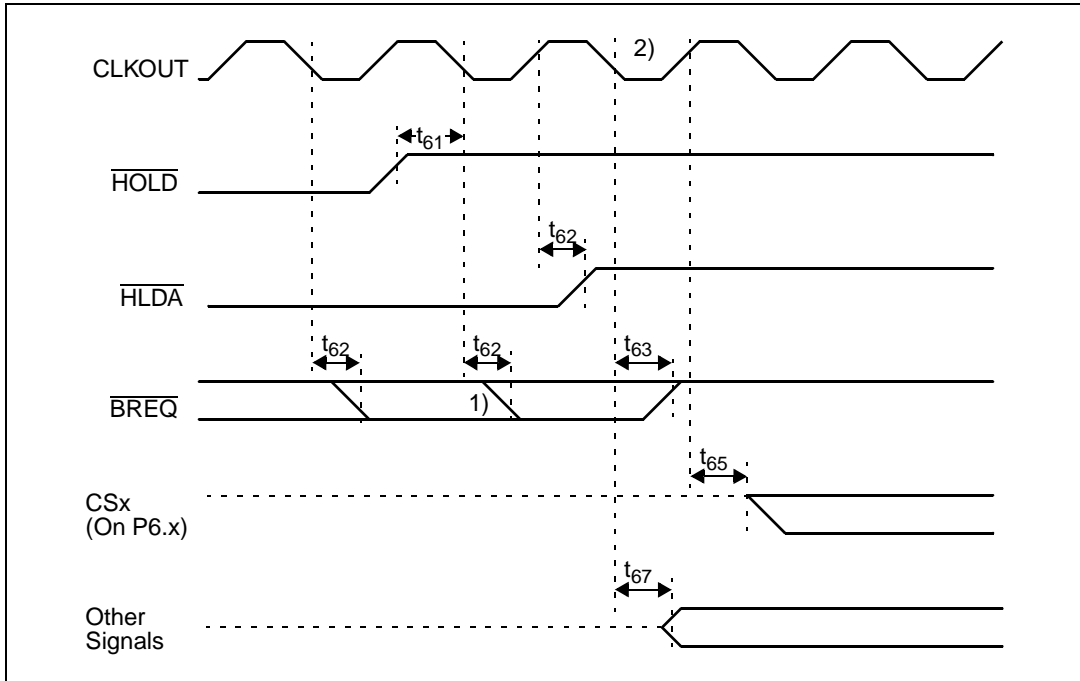 2)
CLKOUT
t61
HOLD
t62
HLDA
t62
t62
t63
BREQ
1)
t65
CSx
(On P6.x)
t67
Other
Signals